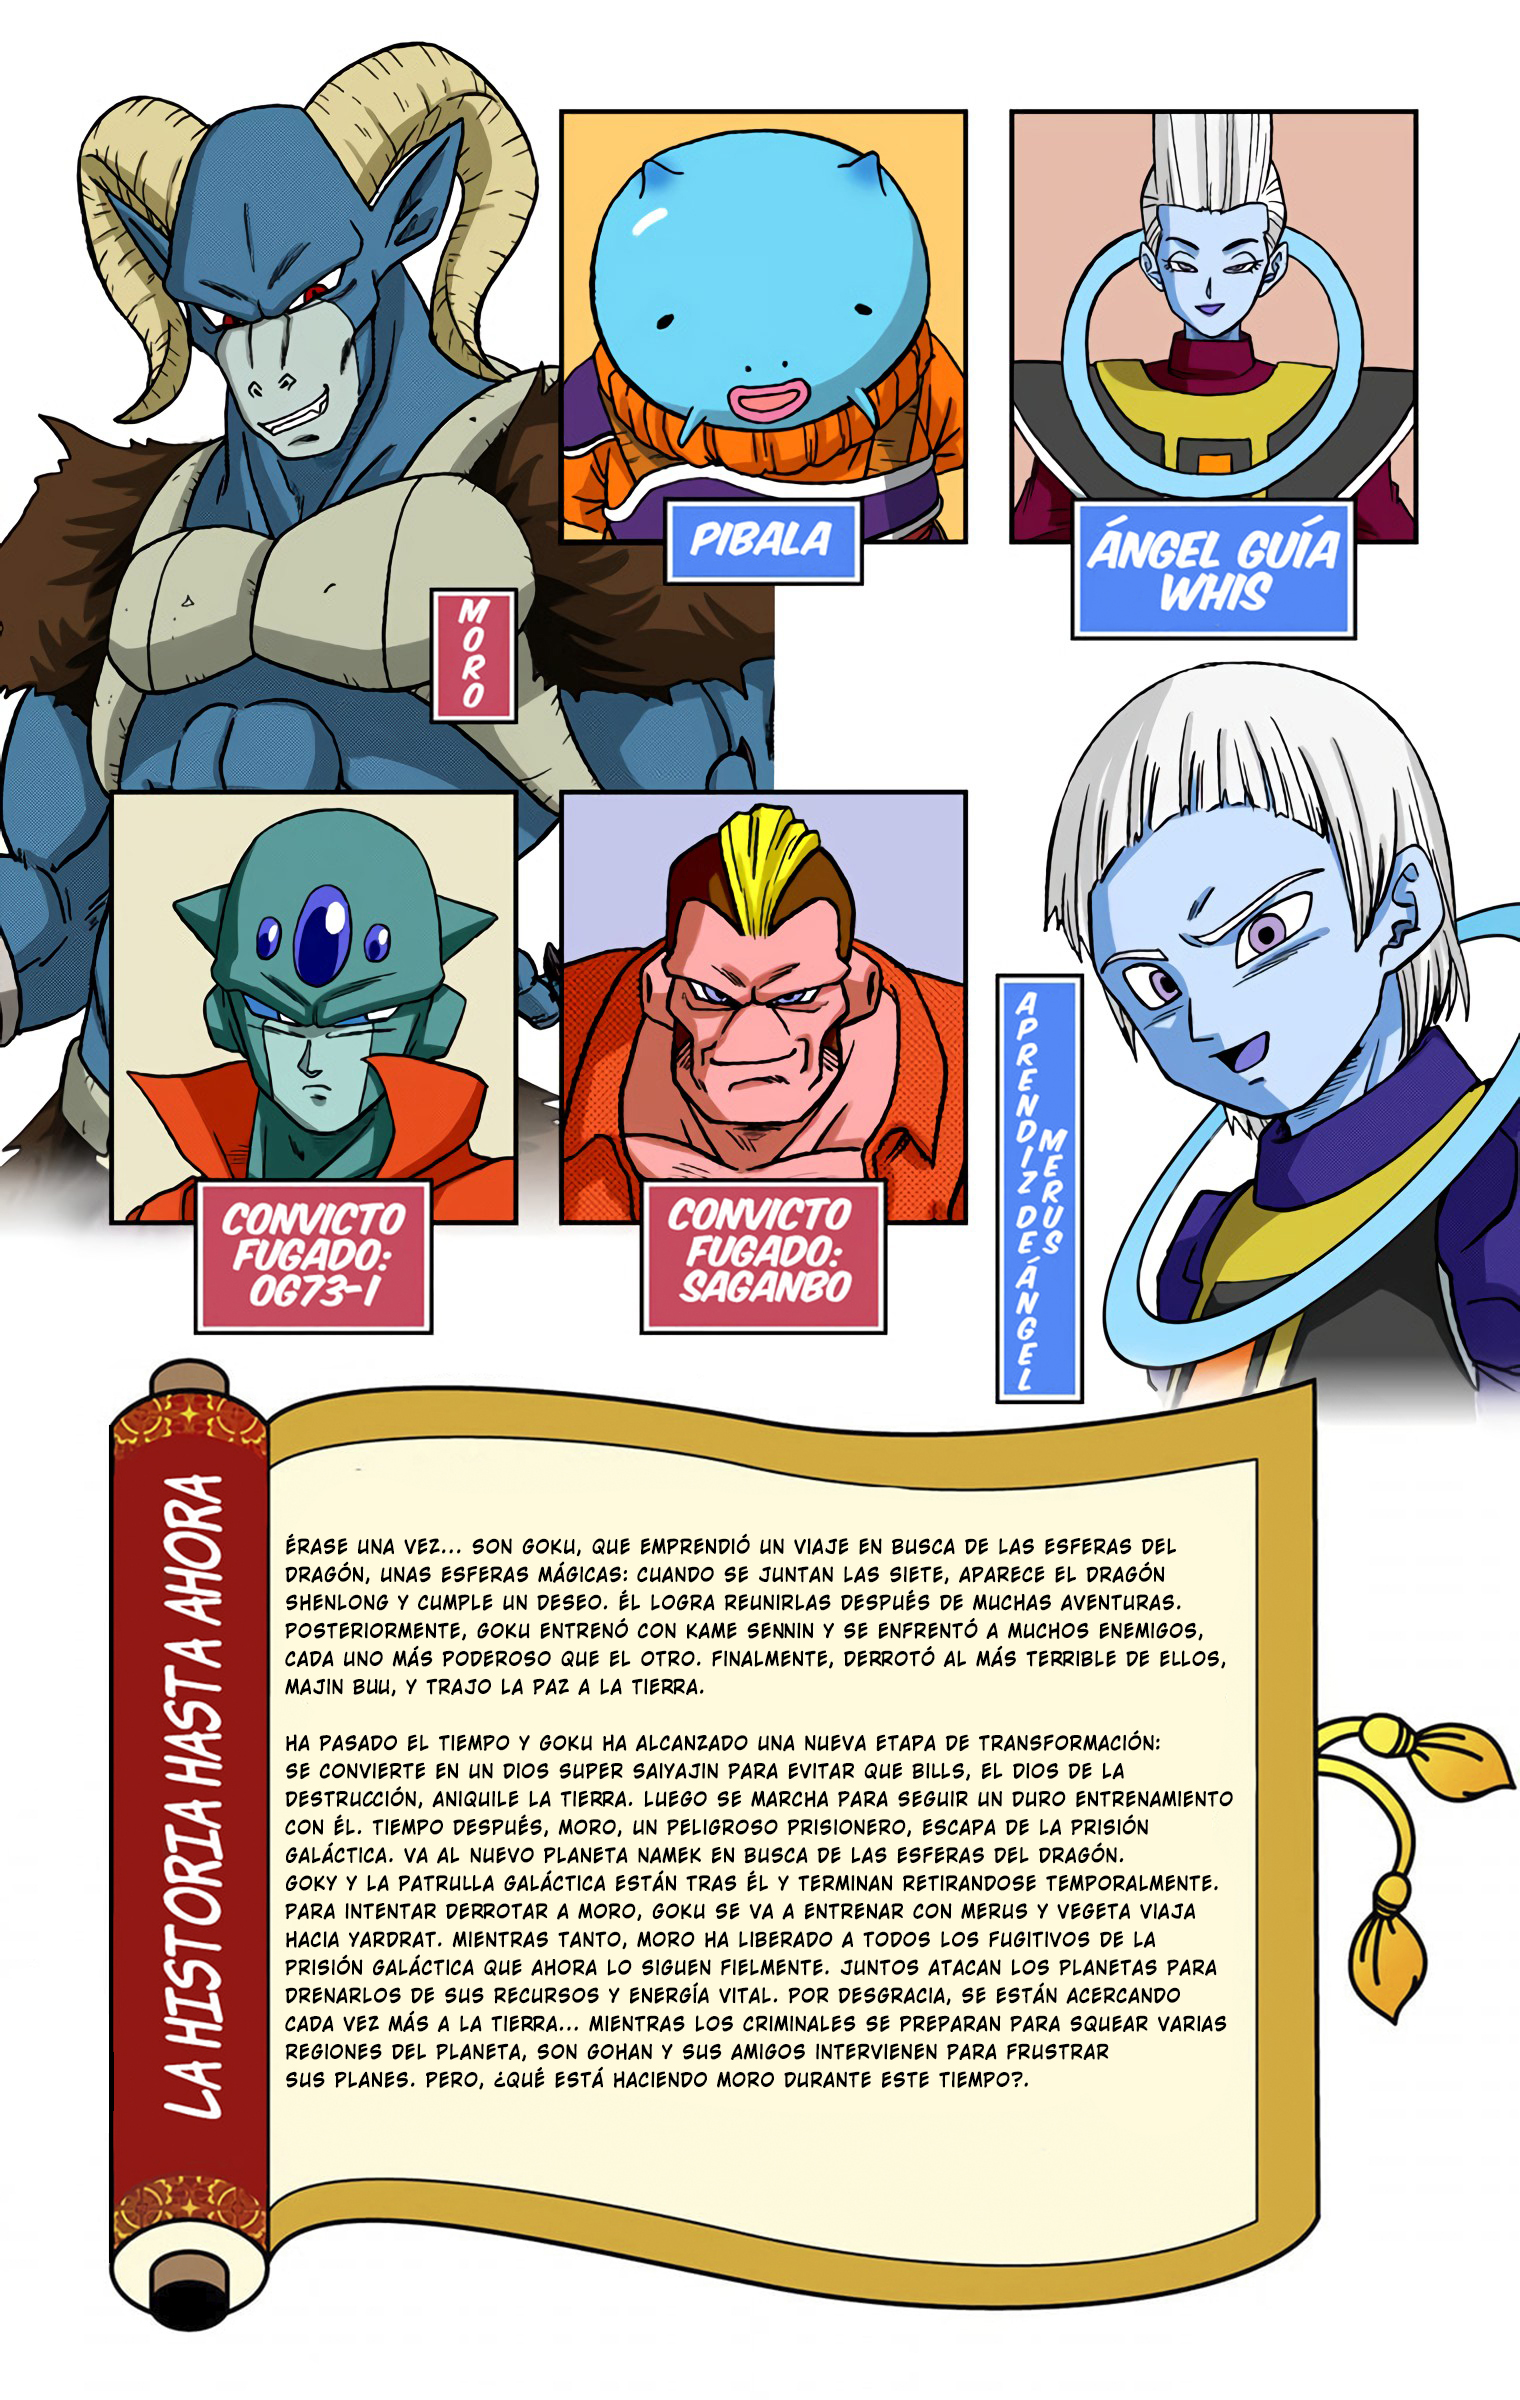 PIBALA
ÁNGEL GUÍA
WHIS
MORO
CONVICTO
FUGADO:
OG73-I
CONVICTO
FUGADO:
SAGANBO
APRENDIZ DE ÁNGEL
MERUS
LA HISTORIA HASTA AHORA
ÉRASE UNA VEZ... SON GOKU, QUE EMPRENDIÓ UN VIAJE EN BUSCA DE LAS ESFERAS DEL
DRAGÓN, UNAS ESFERAS MÁGICAS: CUANDO SE JUNTAN LAS SIETE, APARECE EL DRAGÓN
SHENLONG Y CUMPLE UN DESEO. ÉL LOGRA REUNIRLAS DESPUÉS DE MUCHAS AVENTURAS.
POSTERIORMENTE, GOKU ENTRENÓ CON KAME SENNIN Y SE ENFRENTÓ A MUCHOS ENEMIGOS,
CADA UNO MÁS PODEROSO QUE EL OTRO. FINALMENTE, DERROTÓ AL MÁS TERRIBLE DE ELLOS,
MAJIN BUU, Y TRAJO LA PAZ A LA TIERRA.
HA PASADO EL TIEMPO Y GOKU HA ALCANZADO UNA NUEVA ETAPA DE TRANSFORMACIÓN:
SE CONVIERTE EN UN DIOS SUPER SAIYAJIN PARA EVITAR QUE BILLS, EL DIOS DE LA
DESTRUCCIÓN, ANIQUILE LA TIERRA. LUEGO SE MARCHA PARA SEGUIR UN DURO ENTRENAMIENTO
CON ÉL. TIEMPO DESPUÉS, MORO, UN PELIGROSO PRISIONERO, ESCAPA DE LA PRISIÓN
GALÁCTICA. VA AL NUEVO PLANETA NAMEK EN BUSCA DE LAS ESFERAS DEL DRAGÓN.
GOKY Y LA PATRULLA GALÁCTICA ESTÁN TRAS ÉL Y TERMINAN RETIRANDOSE TEMPORALMENTE.
PARA INTENTAR DERROTAR A MORO, GOKU SE VA A ENTRENAR CON MERUS Y VEGETA VIAJA
HACIA YARDRAT. MIENTRAS TANTO, MORO HA LIBERADO A TODOS LOS FUGITIVOS DE LA
PRISIÓN GALÁCTICA QUE AHORA LO SIGUEN FIELMENTE. JUNTOS ATACAN LOS PLANETAS PARA
DRENARLOS DE SUS RECURSOS Y ENERGÍA VITAL. POR DESGRACIA, SE ESTÁN ACERCANDO
CADA VEZ MÁS A LA TIERRA... MIENTRAS LOS CRIMINALES SE PREPARAN PARA SQUEAR VARIAS
REGIONES DEL PLANETA, SON GOHAN Y SUS AMIGOS INTERVIENEN PARA FRUSTRAR
SUS PLANES. PERO, ¿QUÉ ESTÁ HACIENDO MORO DURANTE ESTE TIEMPO?.